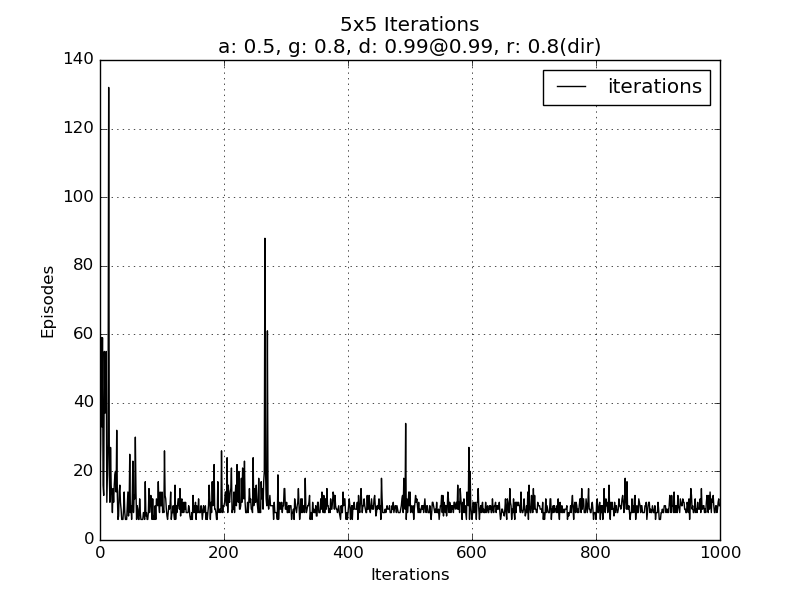 5x5 Iterations
a: 0.5, g: 0.8, d: 0.99@0.99, r: 0.8(dir)
iterations
140
120
100
80
60
40
20
0
Episodes
0 200 400 600 800 1000
Iterations